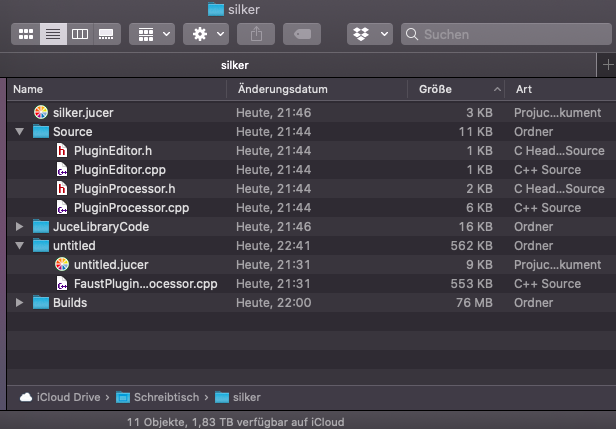 silker
Suchen
silker
Name Änderungsdatum Größe Art
silker.jucer Heute, 21:46 3 KB Projuc...kument
Source Heute, 21:44 11 KB Ordner
PluginEditor.h Heute, 21:44 1 KB C Head...Source
PluginEditor.cpp Heute, 21:44 1 KB C++ Source
PluginProcessor.h Heute, 21:44 2 KB C Head...Source
PluginProcessor.cpp Heute, 21:44 6 KB C++ Source
JuceLibraryCode Heute, 21:46 16 KB Ordner
untitled Heute, 22:41 562 KB Ordner
untitled.jucer Heute, 21:31 9 KB Projuc...kument
FaustPlugin...ocessor.cpp Heute, 21:31 553 KB C++ Source
Builds Heute, 22:00 76 MB Ordner
iCloud Drive > Schreibtisch > silker
11 Objekte, 1,83 TB verfügbar auf iCloud